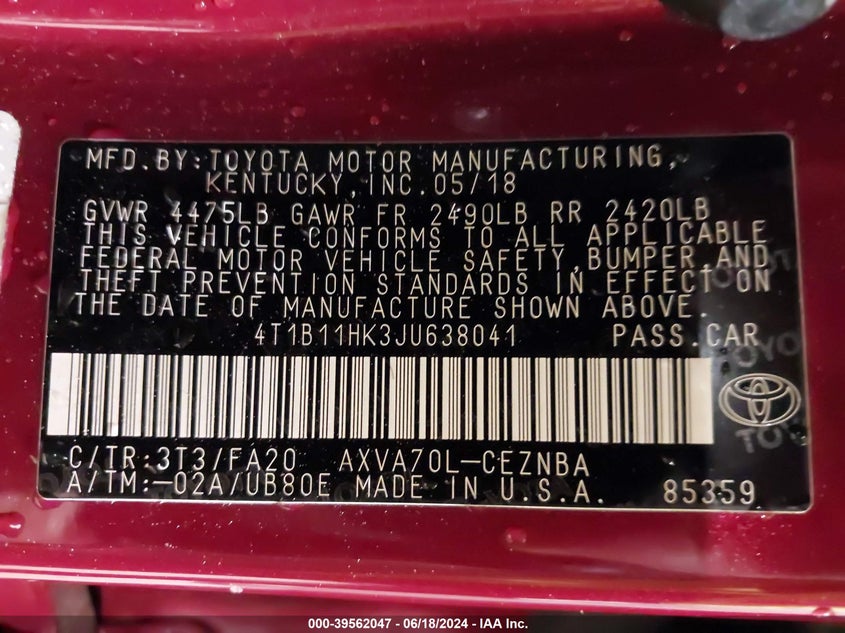 MFD.BY:TOYOTA MOTOR MANUFACTURING,
KENTUCKY,INC.05/18
GVWR 4475LB GAWR FR 2490LB RR 2420LB
THIS VEHICLE CONFORMS TO ALL APPLICABLE
FEDERAL MOTOR VEHICLE SAFETY,BUMPER,AND
THEFT PREVENTION STANDARDS IN EFFECT ON
THE DATE OF MANUFACTURE SHOWN ABOVE.
4T1B11HK3JU638041 PASS.CAR
C/TR:3T3/FA20 AXVA70L-CEZNBA
A/TM:-02A/UB80E MADE IN U.S.A. 85359
000-39562047 - 06/18/2024 - IAA Inc.